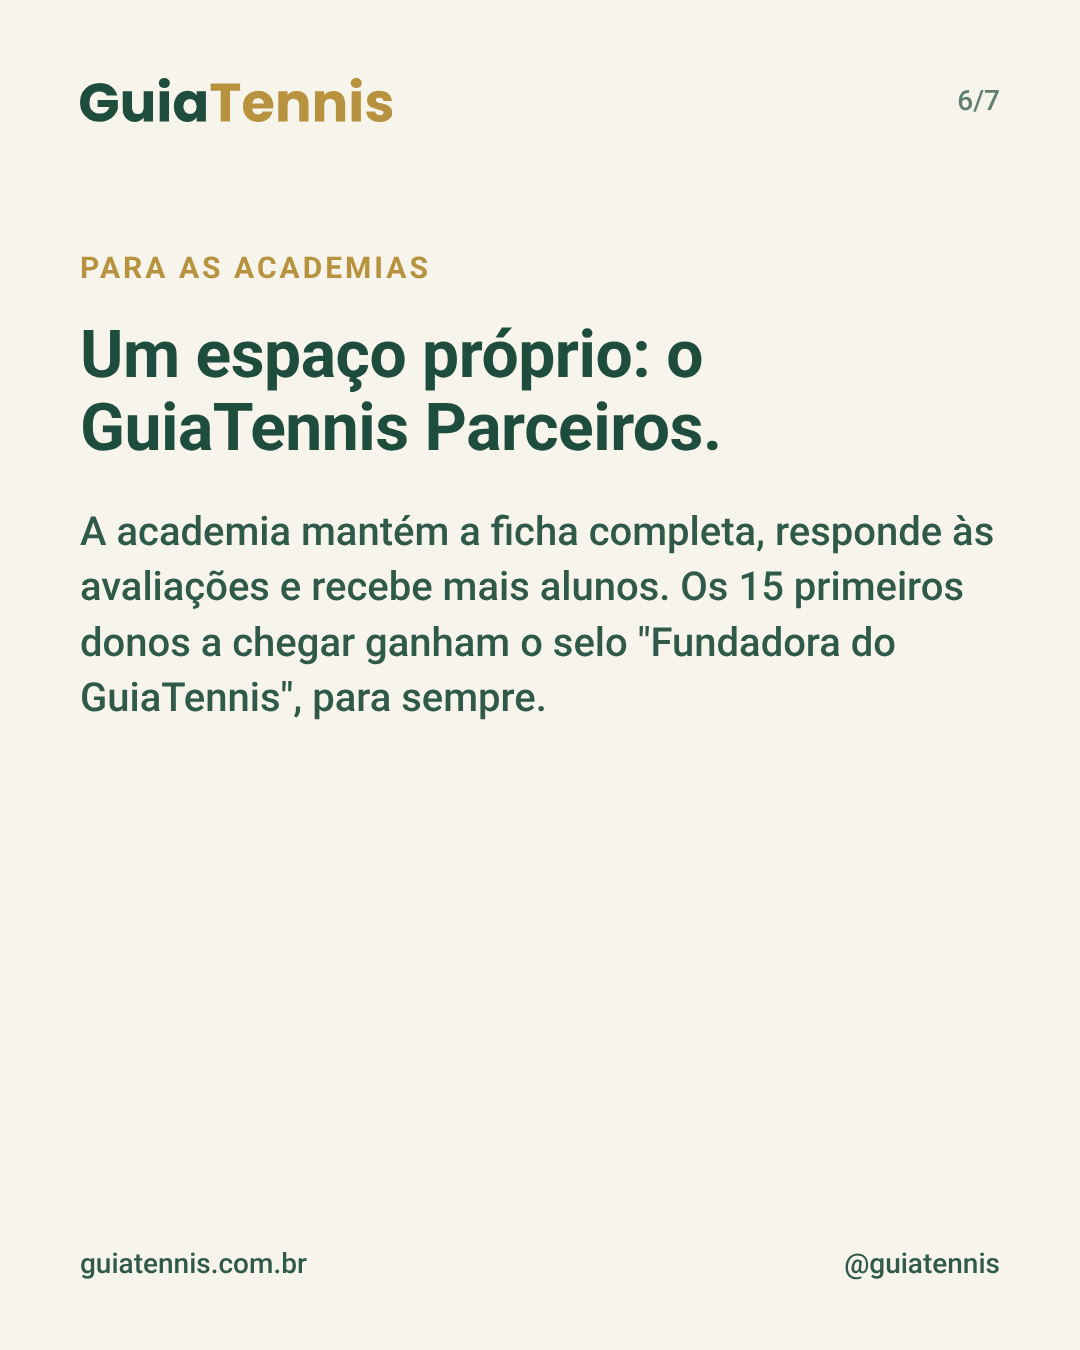 GuiaTennis
6/7
PARA AS ACADEMIAS
Um espaço próprio: o
GuiaTennis Parceiros.
A academia mantém a ficha completa, responde às
avaliações e recebe mais alunos. Os 15 primeiros
donos a chegar ganham o selo "Fundadora do
GuiaTennis", para sempre.
guiatennis.com.br
@guiatennis